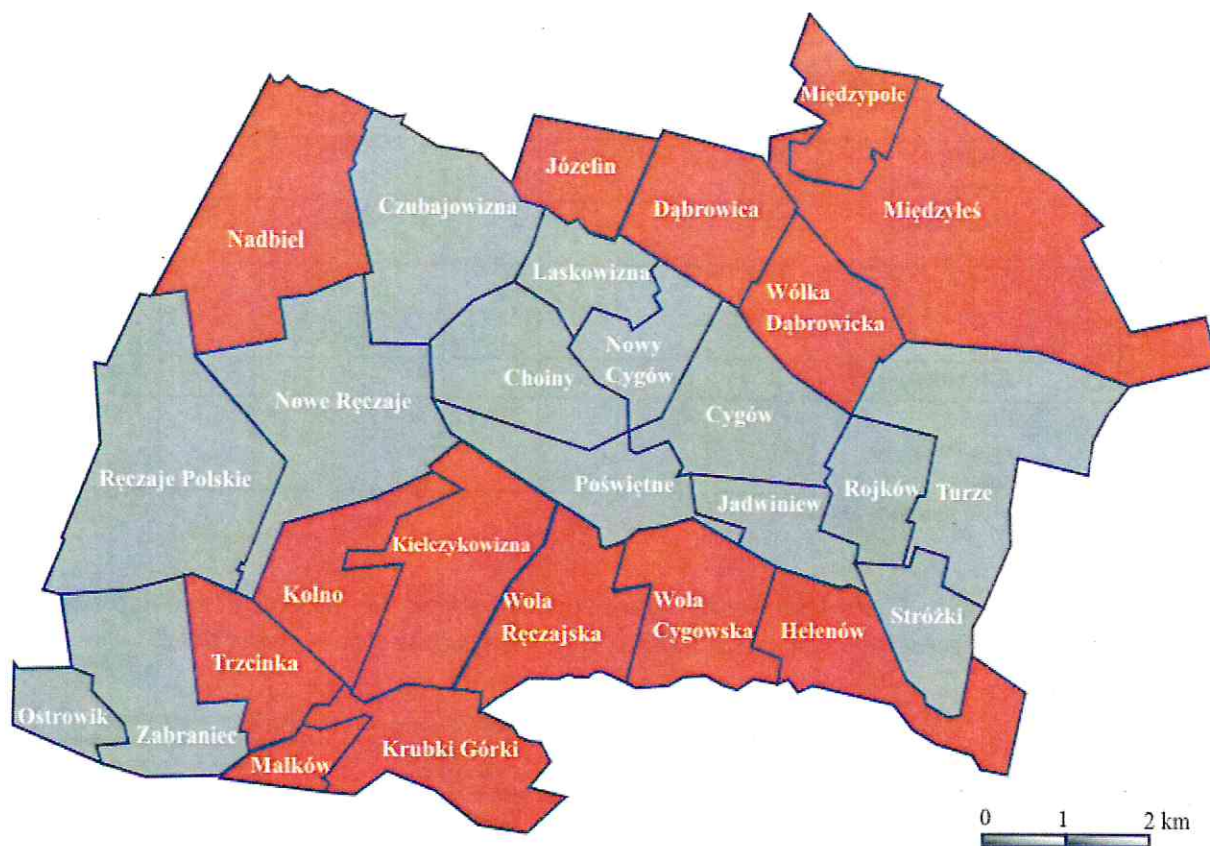 Międzypole
Józefin
Dąbrowica
Międzyleś
Czubajowizna
Nadbiel
Laskowizna
Wólka
Dąbrowicka
Nowy
Cygów
Choiny
Nowe Ręczaje
Cygów
Ręczaje Polskie
Poświętne
Jadwiniew
Rojków
Turze
Kielczykowizna
Kolno
Wola
Ręczajska
Wola
Cygowska
Helenów
Stróżki
Trzcinka
Ostrowik
Zabraniec
Małków
Krubki Górki
0 1 2 km